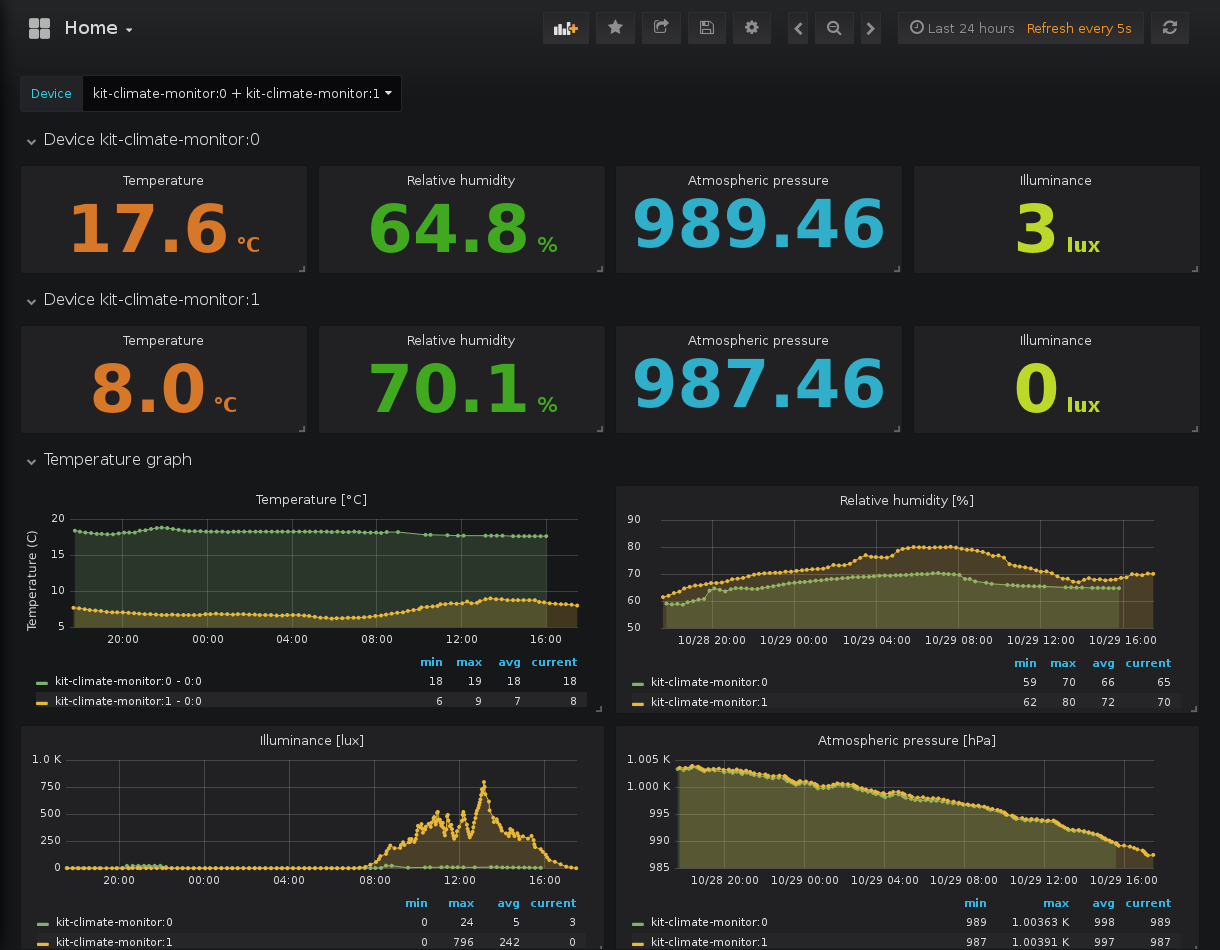 Home
Last 24 hours Refresh every 5s
Device kit-climate-monitor:0 + kit-climate-monitor:1
Device kit-climate-monitor:0
Temperature Relative humidity Atmospheric pressure Illuminance
17.6 °C 64.8 % 989.46 3 lux
Device kit-climate-monitor:1
Temperature Relative humidity Atmospheric pressure Illuminance
8.0 °C 70.1 % 987.46 0 lux
Temperature graph
Temperature [°C]
Temperature (C)
20
15
10
5
20:00 00:00 04:00 08:00 12:00 16:00
min max avg current
kit-climate-monitor:0 - 0:0 18 19 18 18
kit-climate-monitor:1 - 0:0 6 9 7 8
Relative humidity [%]
90
80
70
60
50
10/28 20:00 10/29 00:00 10/29 04:00 10/29 08:00 10/29 12:00 10/29 16:00
min max avg current
kit-climate-monitor:0 59 70 66 65
kit-climate-monitor:1 62 80 72 70
Illuminance [lux]
1.0 K
750
500
250
0
20:00 00:00 04:00 08:00 12:00 16:00
min max avg current
kit-climate-monitor:0 0 24 5 3
kit-climate-monitor:1 0 796 242 0
Atmospheric pressure [hPa]
1.005 K
1.000 K
995
990
985
10/28 20:00 10/29 00:00 10/29 04:00 10/29 08:00 10/29 12:00 10/29 16:00
min max avg current
kit-climate-monitor:0 989 1.00363 K 998 989
kit-climate-monitor:1 987 1.00391 K 997 987